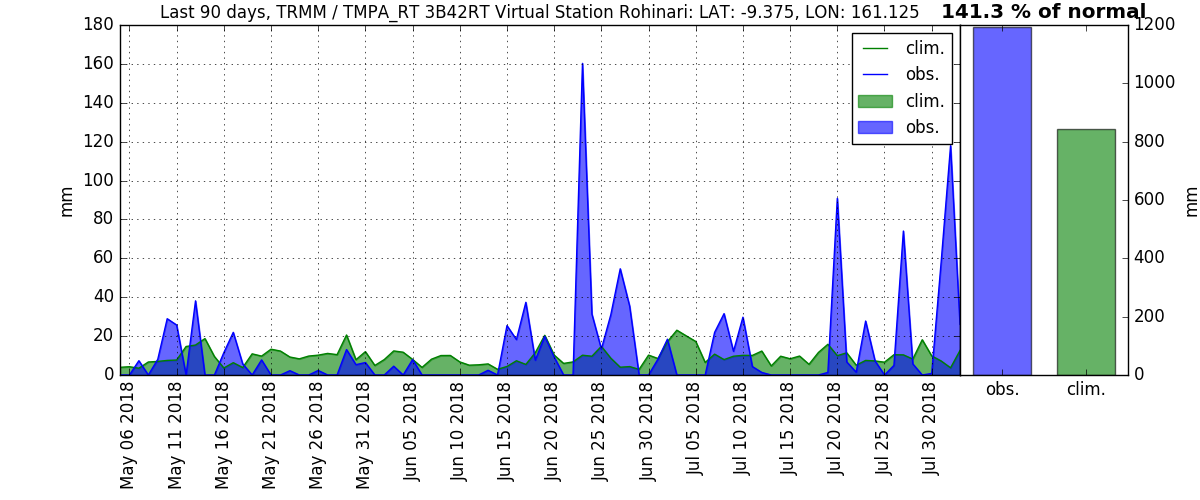 Last 90 days, TRMM / TMPA_RT 3B42RT Virtual Station Rohinari: LAT: -9.375, LON: 161.125
141.3 % of normal
180
160
140
120
100
80
60
40
20
0
mm
clim.
obs.
clim.
obs.
May 06 2018
May 11 2018
May 16 2018
May 21 2018
May 26 2018
May 31 2018
Jun 05 2018
Jun 10 2018
Jun 15 2018
Jun 20 2018
Jun 25 2018
Jun 30 2018
Jul 05 2018
Jul 10 2018
Jul 15 2018
Jul 20 2018
Jul 25 2018
Jul 30 2018
1200
1000
800
600
400
200
0
mm
obs.
clim.